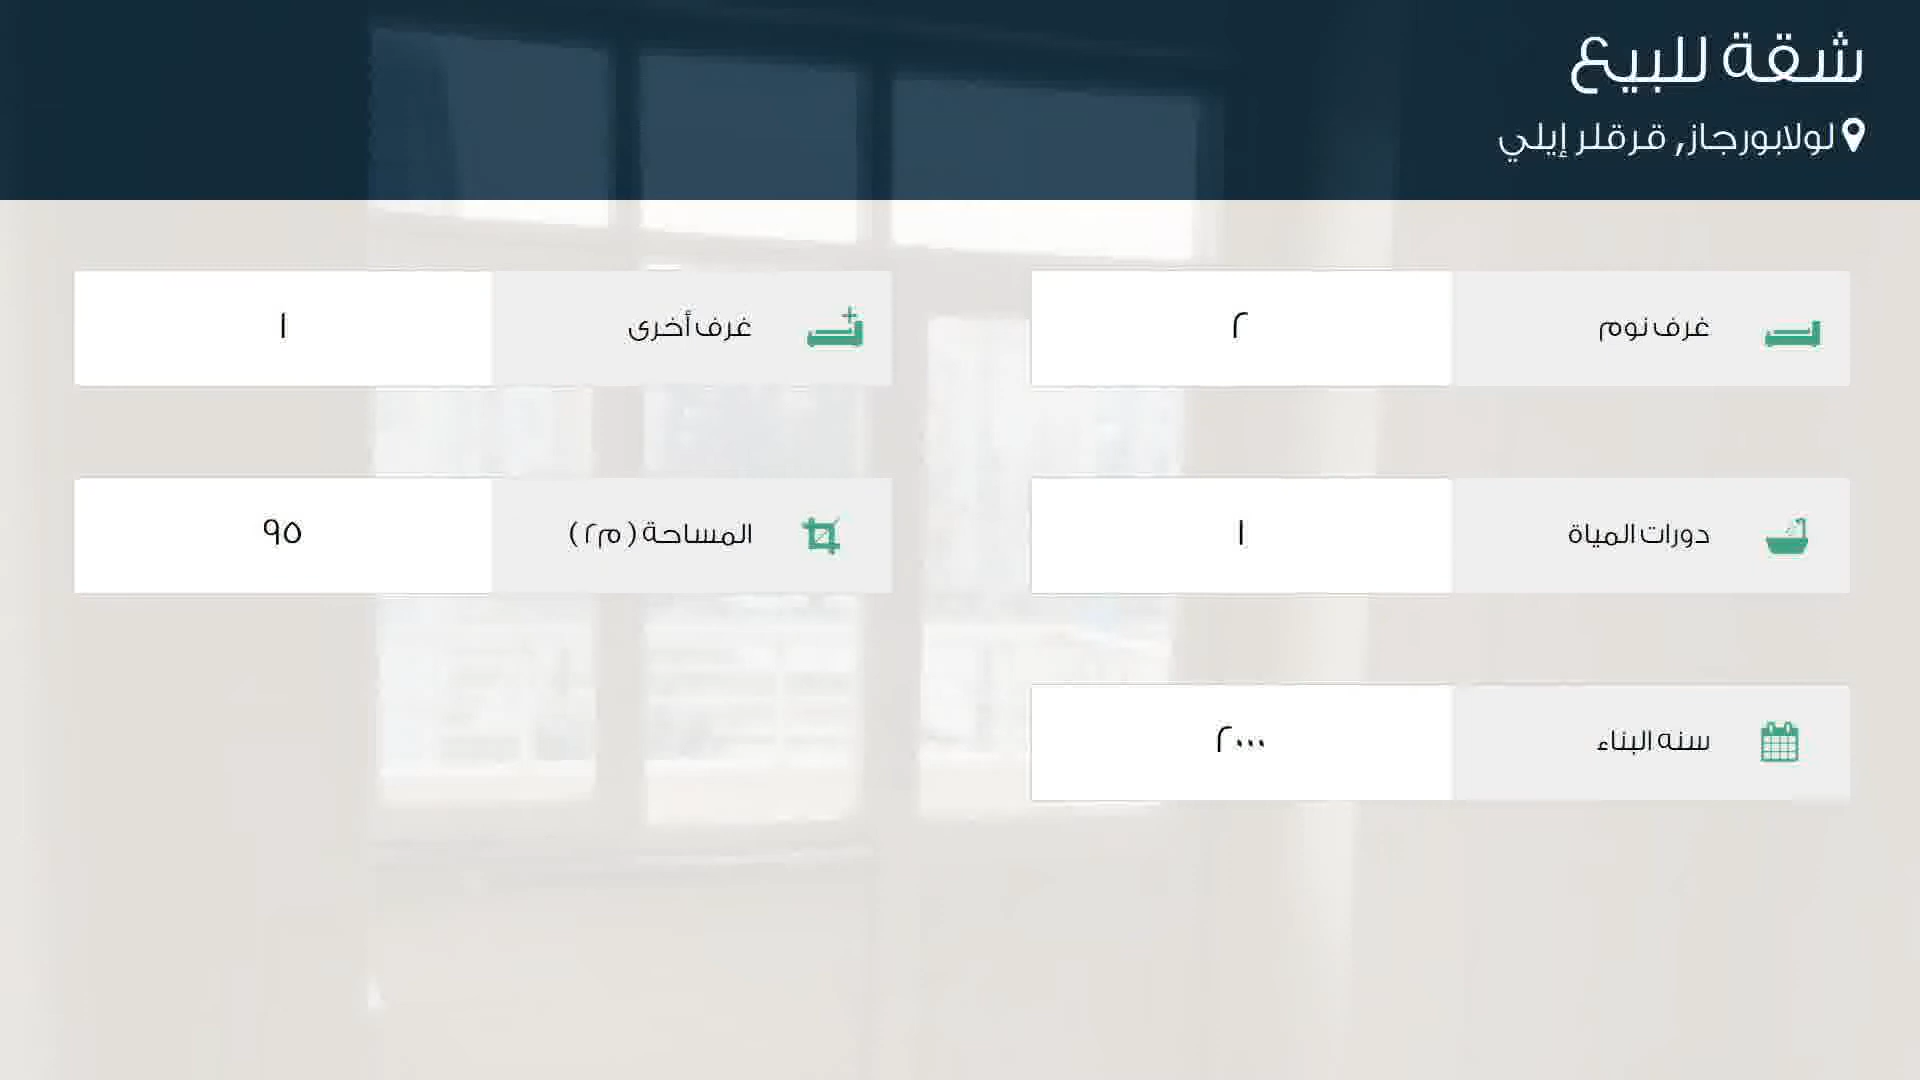 شقة للبيع
لولابورجاز, قرقلر إيلي
غرف نوم
٢
غرف أخرى
١
دورات المياة
١
المساحة (م٢)
٩٥
سنه البناء
٢٠٠٠